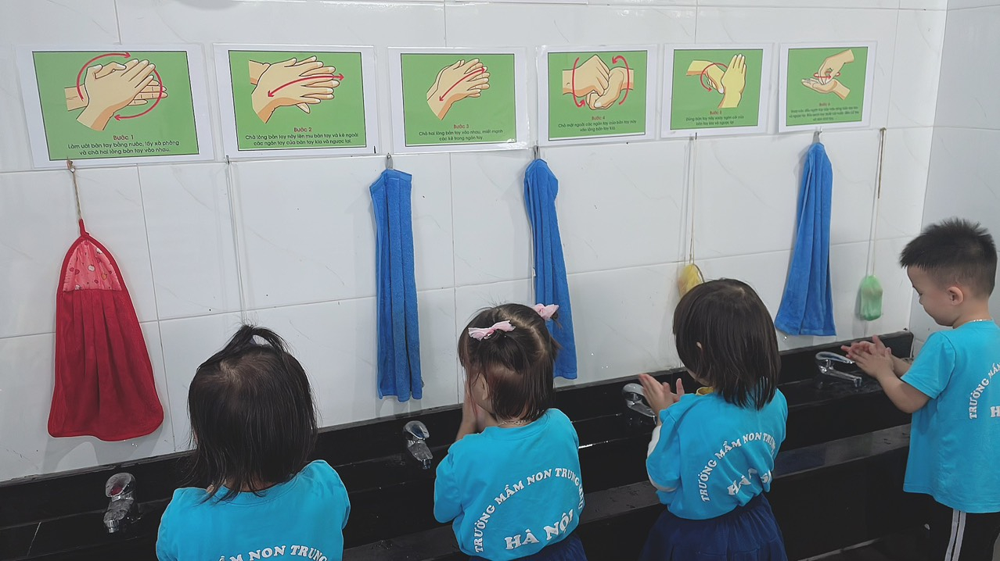 Bước 1
Làm ướt bàn tay bằng nước, lấy xà phòng
và chà hai lòng bàn tay vào nhau.
Bước 2
Chà lòng bàn tay này lên mu bàn tay và kẽ ngoài
các ngón tay của bàn tay kia và ngược lại.
Bước 3
Chà hai lòng bàn tay vào nhau, miết mạnh
các kẽ trong ngón tay.
Bước 4
Chà mặt ngoài các ngón tay của bàn tay này
vào lòng bàn tay kia.
Bước 5
Dùng bàn tay này xoay ngón cái của
bàn tay kia và ngược lại.
TRƯỜNG MẦM NON TRUNG
TRƯỜNG MẦM NON TRUNG
HÀ NỘI
TRƯỜNG MẦM NON TRUNG
HÀ
TRƯỜNG
HÀ